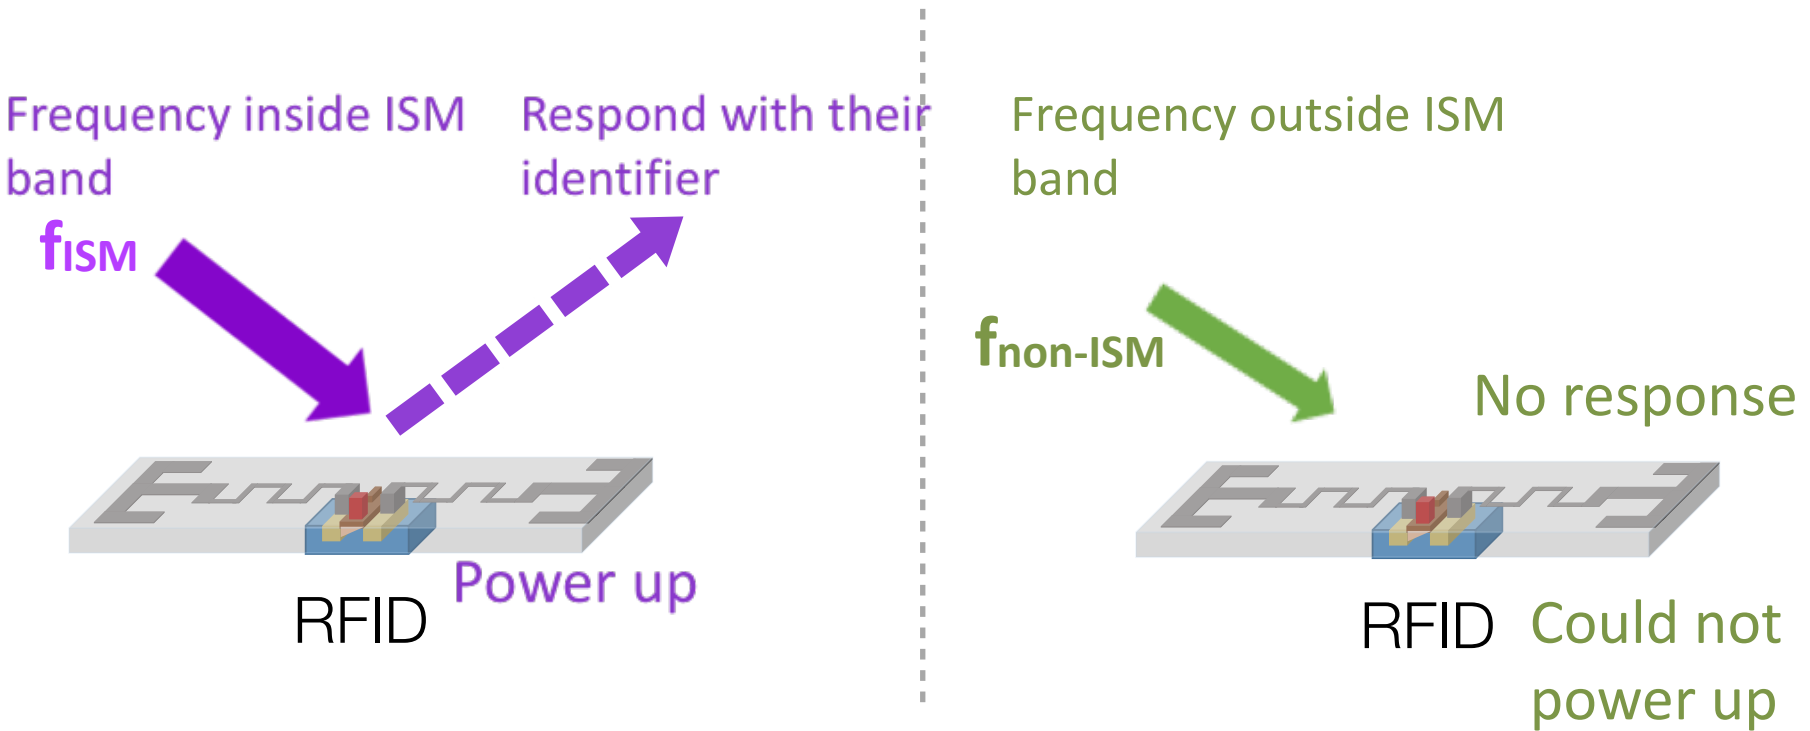 Frequency inside ISM
band
Respond with their
identifier
fISM
Power up
RFID
Frequency outside ISM
band
fnon-ISM
No response
RFID
Could not
power up